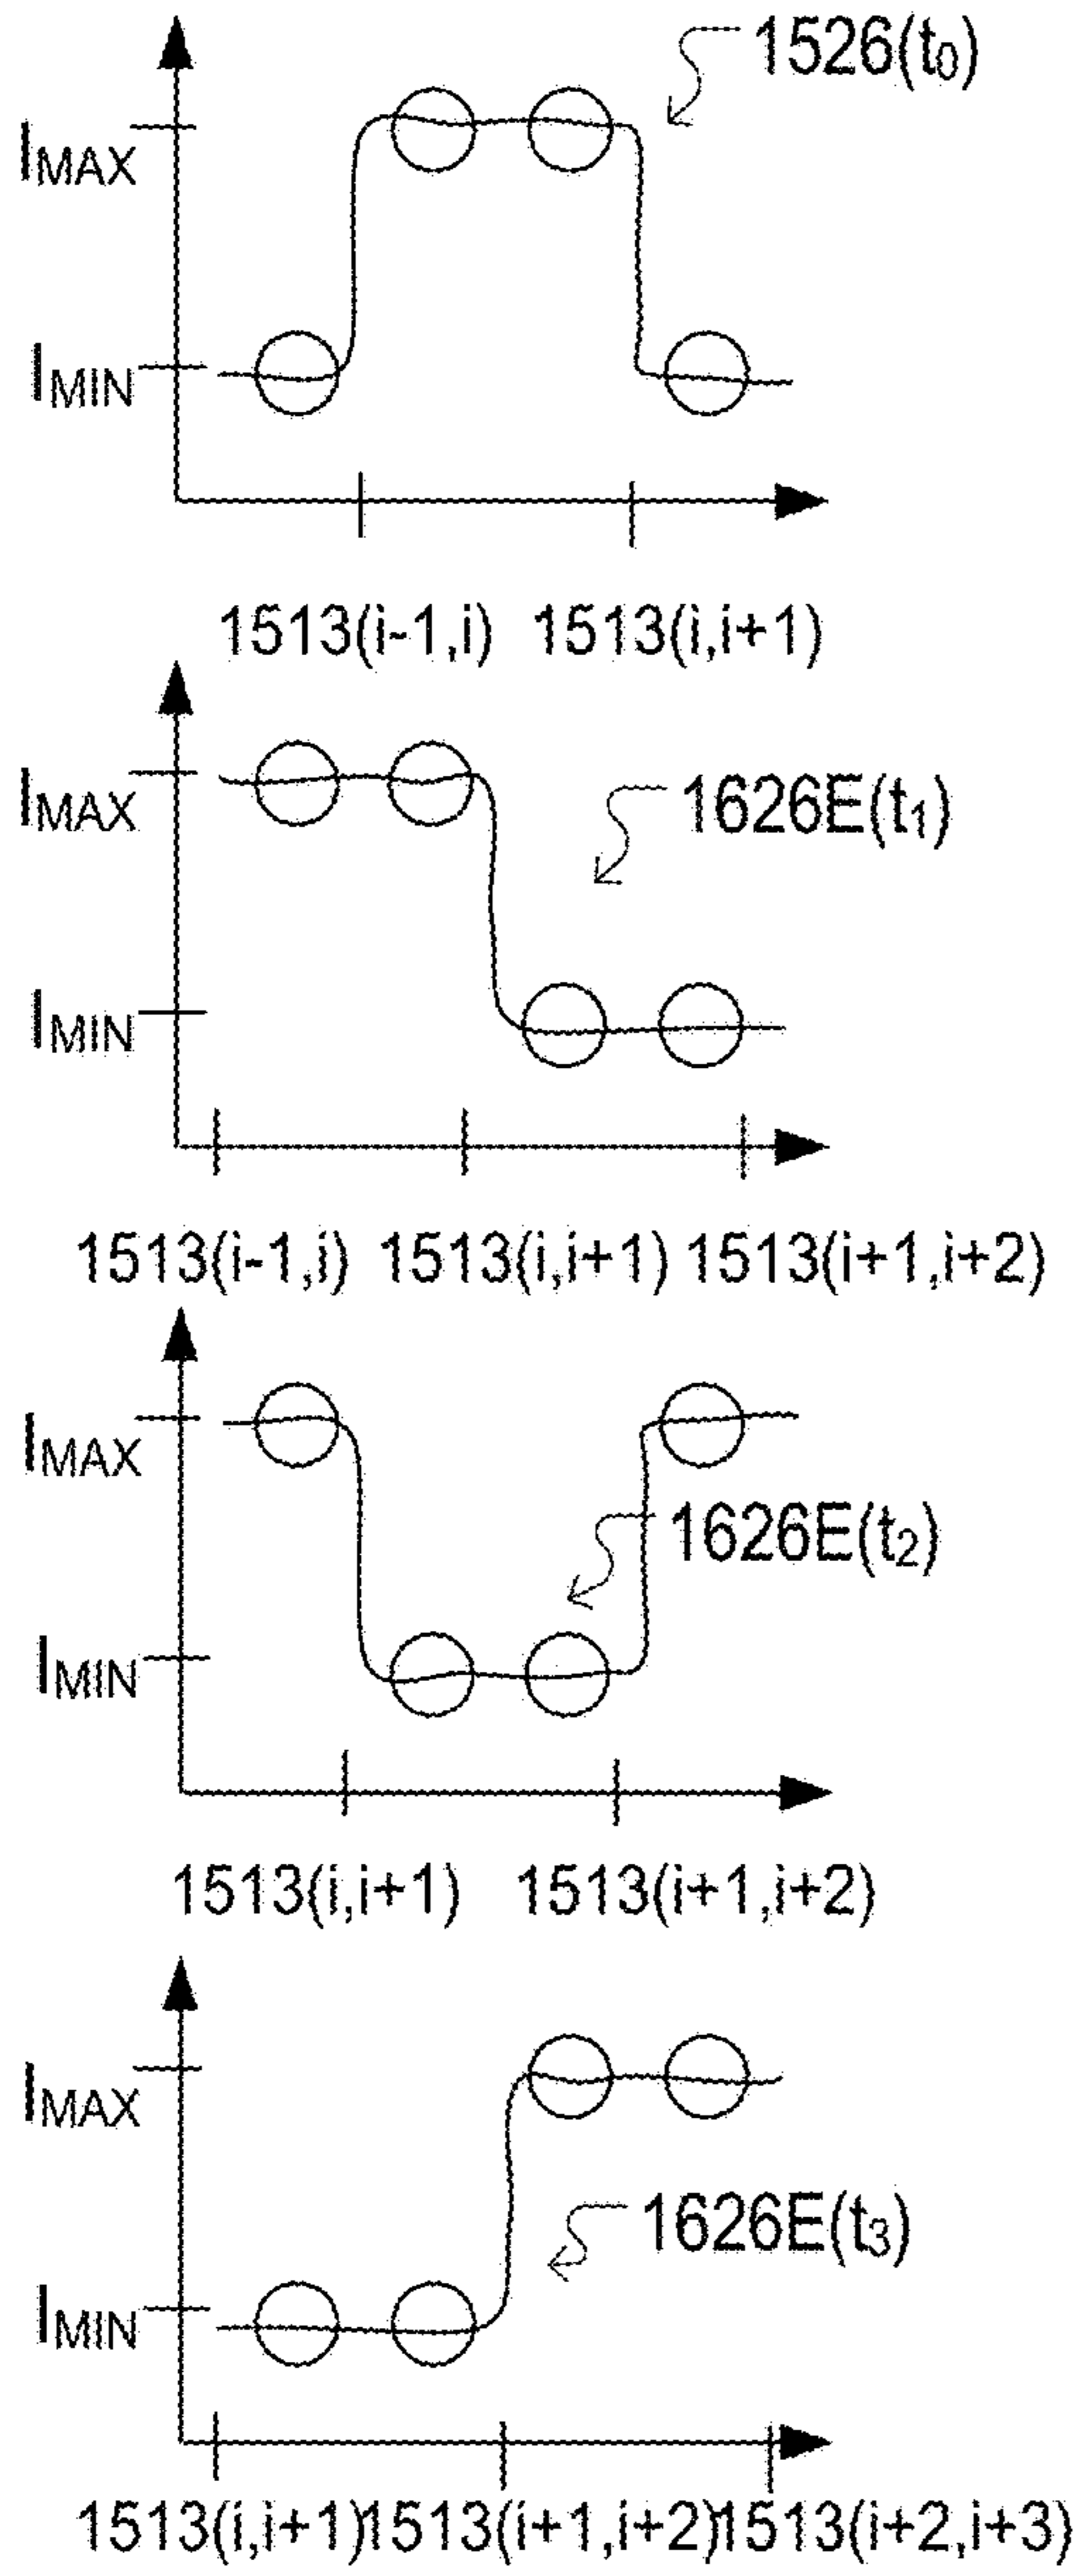 1526(t0)
IMAX
IMIN
1513(i-1,i) 1513(i,i+1)
IMAX
1626E(t1)
IMIN
1513(i-1,i) 1513(i,i+1) 1513(i+1,i+2)
IMAX
1626E(t2)
IMIN
1513(i,i+1) 1513(i+1,i+2)
IMAX
1626E(t3)
IMIN
1513(i,i+1) 1513(i+1,i+2) 1513(i+2,i+3)